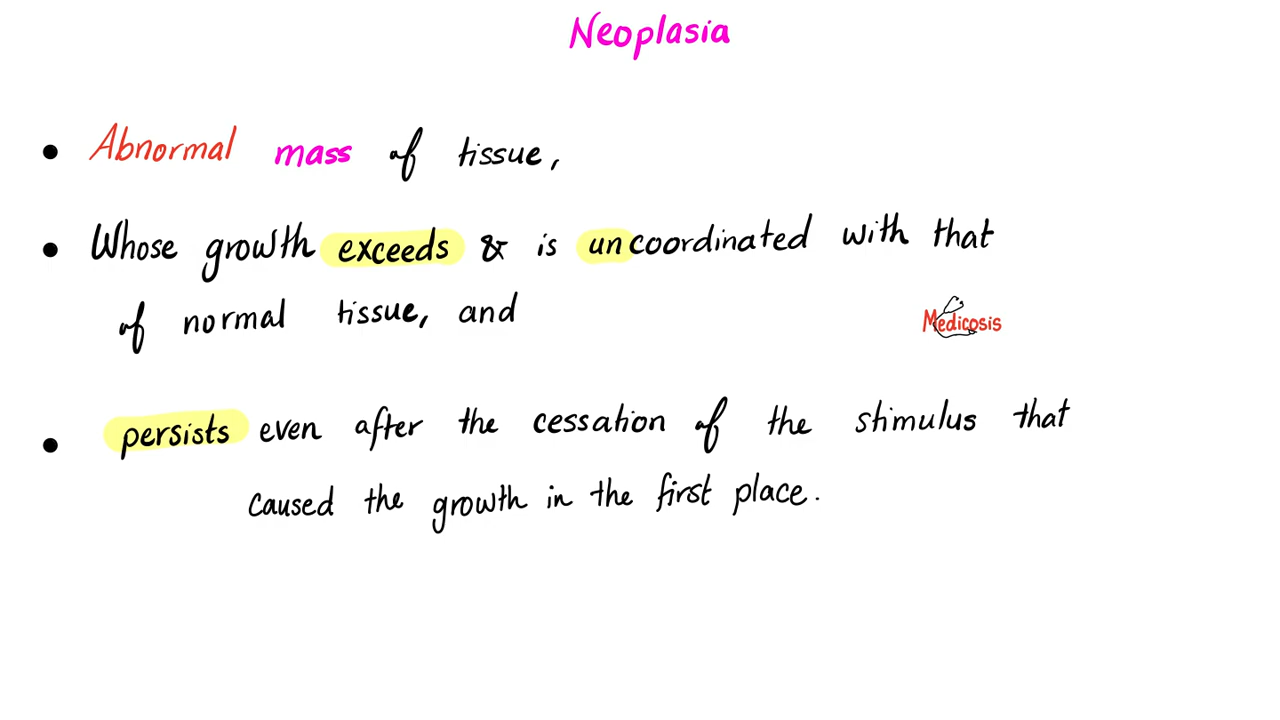 Neoplasia
• Abnormal mass of tissue,
• Whose growth exceeds & is uncoordinated with that
of normal tissue, and
Medicosis
• persists even after the cessation of the stimulus that
caused the growth in the first place.